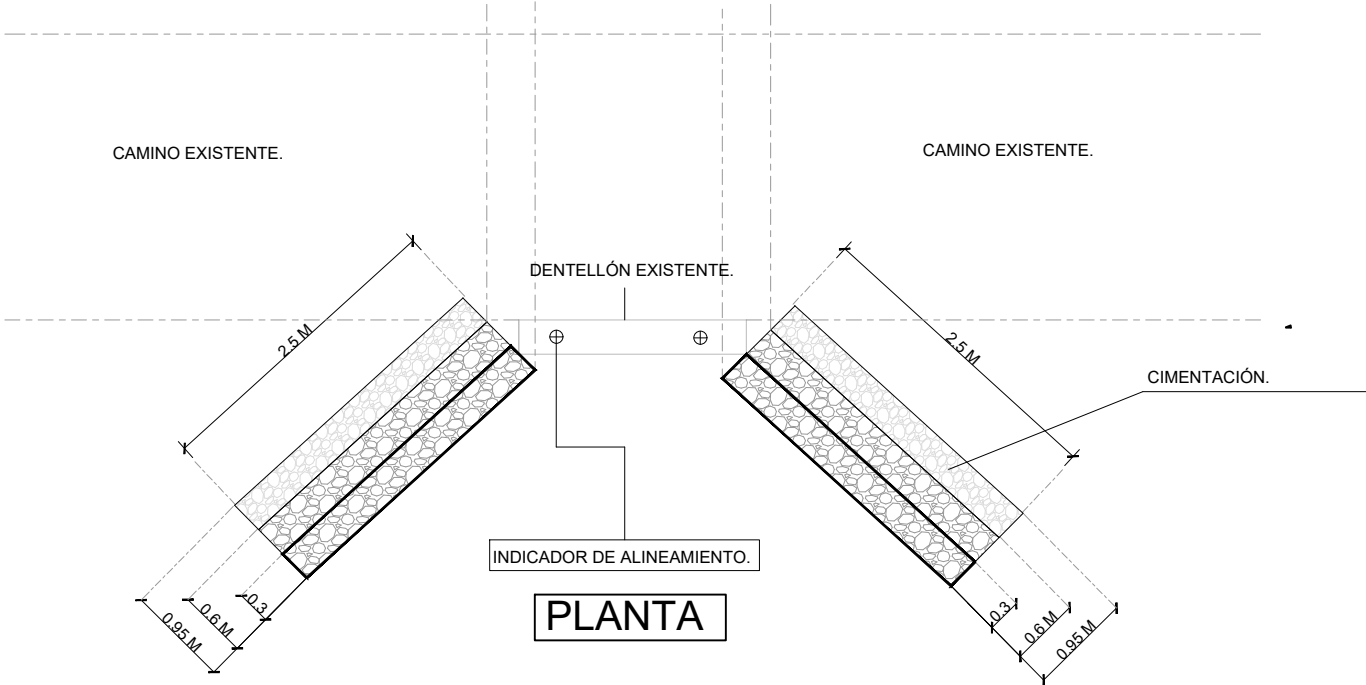 CAMINO EXISTENTE.
CAMINO EXISTENTE.
DENTELLÓN EXISTENTE.
2.5 M
2.5 M
CIMENTACIÓN.
INDICADOR DE ALINEAMIENTO.
0.3
0.6 M
0.95 M
0.3
0.6 M
0.95 M
PLANTA